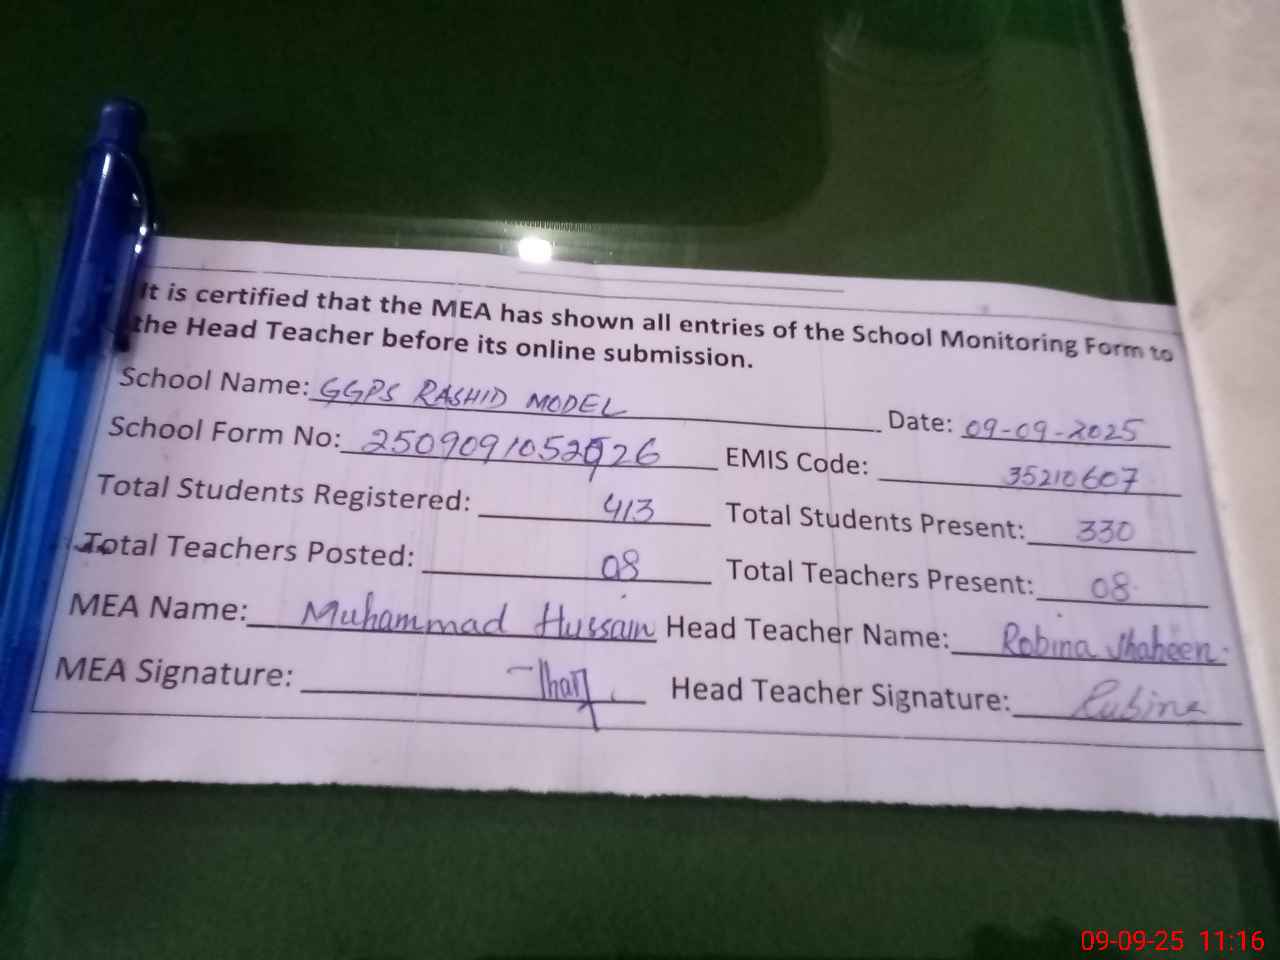 It is certified that the MEA has shown all entries of the School Monitoring Form to
the Head Teacher before its online submission.
School Name: GGPS RASHID MODEL Date: 09-09-2025
School Form No: 2509091052926 EMIS Code: 35210607
Total Students Registered: 413 Total Students Present: 330
Total Teachers Posted: 08 Total Teachers Present: 08
MEA Name: Muhammad Hussain Head Teacher Name: Robina Shaheen
MEA Signature: Head Teacher Signature: Rubina
09-09-25 11:16